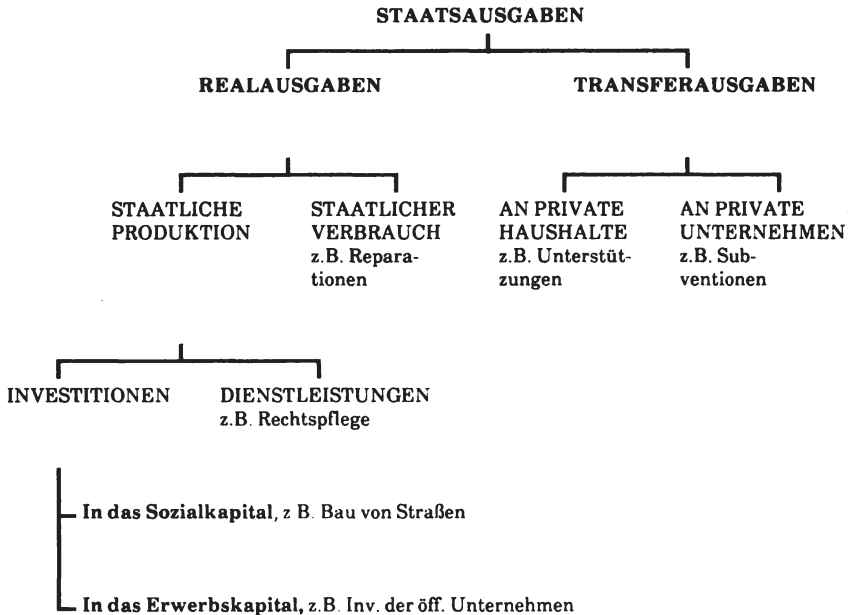 STAATSAUSGABEN
REALAUSGABEN
TRANSFERAUSGABEN
STAATLICHE
PRODUKTION
STAATLICHER
VERBRAUCH
z.B. Repara-
tionen
AN PRIVATE
HAUSHALTE
z.B. Unterstüt-
zungen
AN PRIVATE
UNTERNEHMEN
z.B. Sub-
ventionen
INVESTITIONEN
DIENSTLEISTUNGEN
z.B. Rechtspflege
In das Sozialkapital, z B. Bau von Straßen
In das Erwerbskapital, z.B. Inv. der öff. Unternehmen